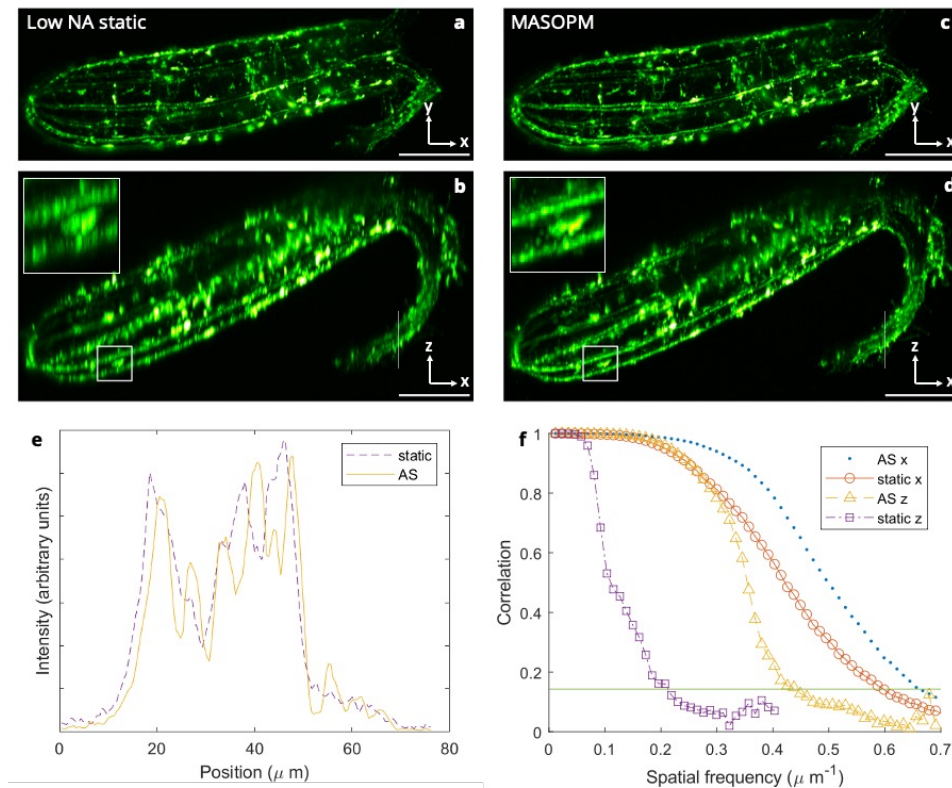 Low NA static
a
MASOPM
c
y
x
y
x
b
d
z
x
z
x
e
static
AS
Intensity (arbitrary units)
0 20 40 60 80
Position (μ m)
f
AS x
static x
AS z
static z
Correlation
1
0.8
0.6
0.4
0.2
0
0 0.1 0.2 0.3 0.4 0.5 0.6 0.7
Spatial frequency (μ m⁻¹)